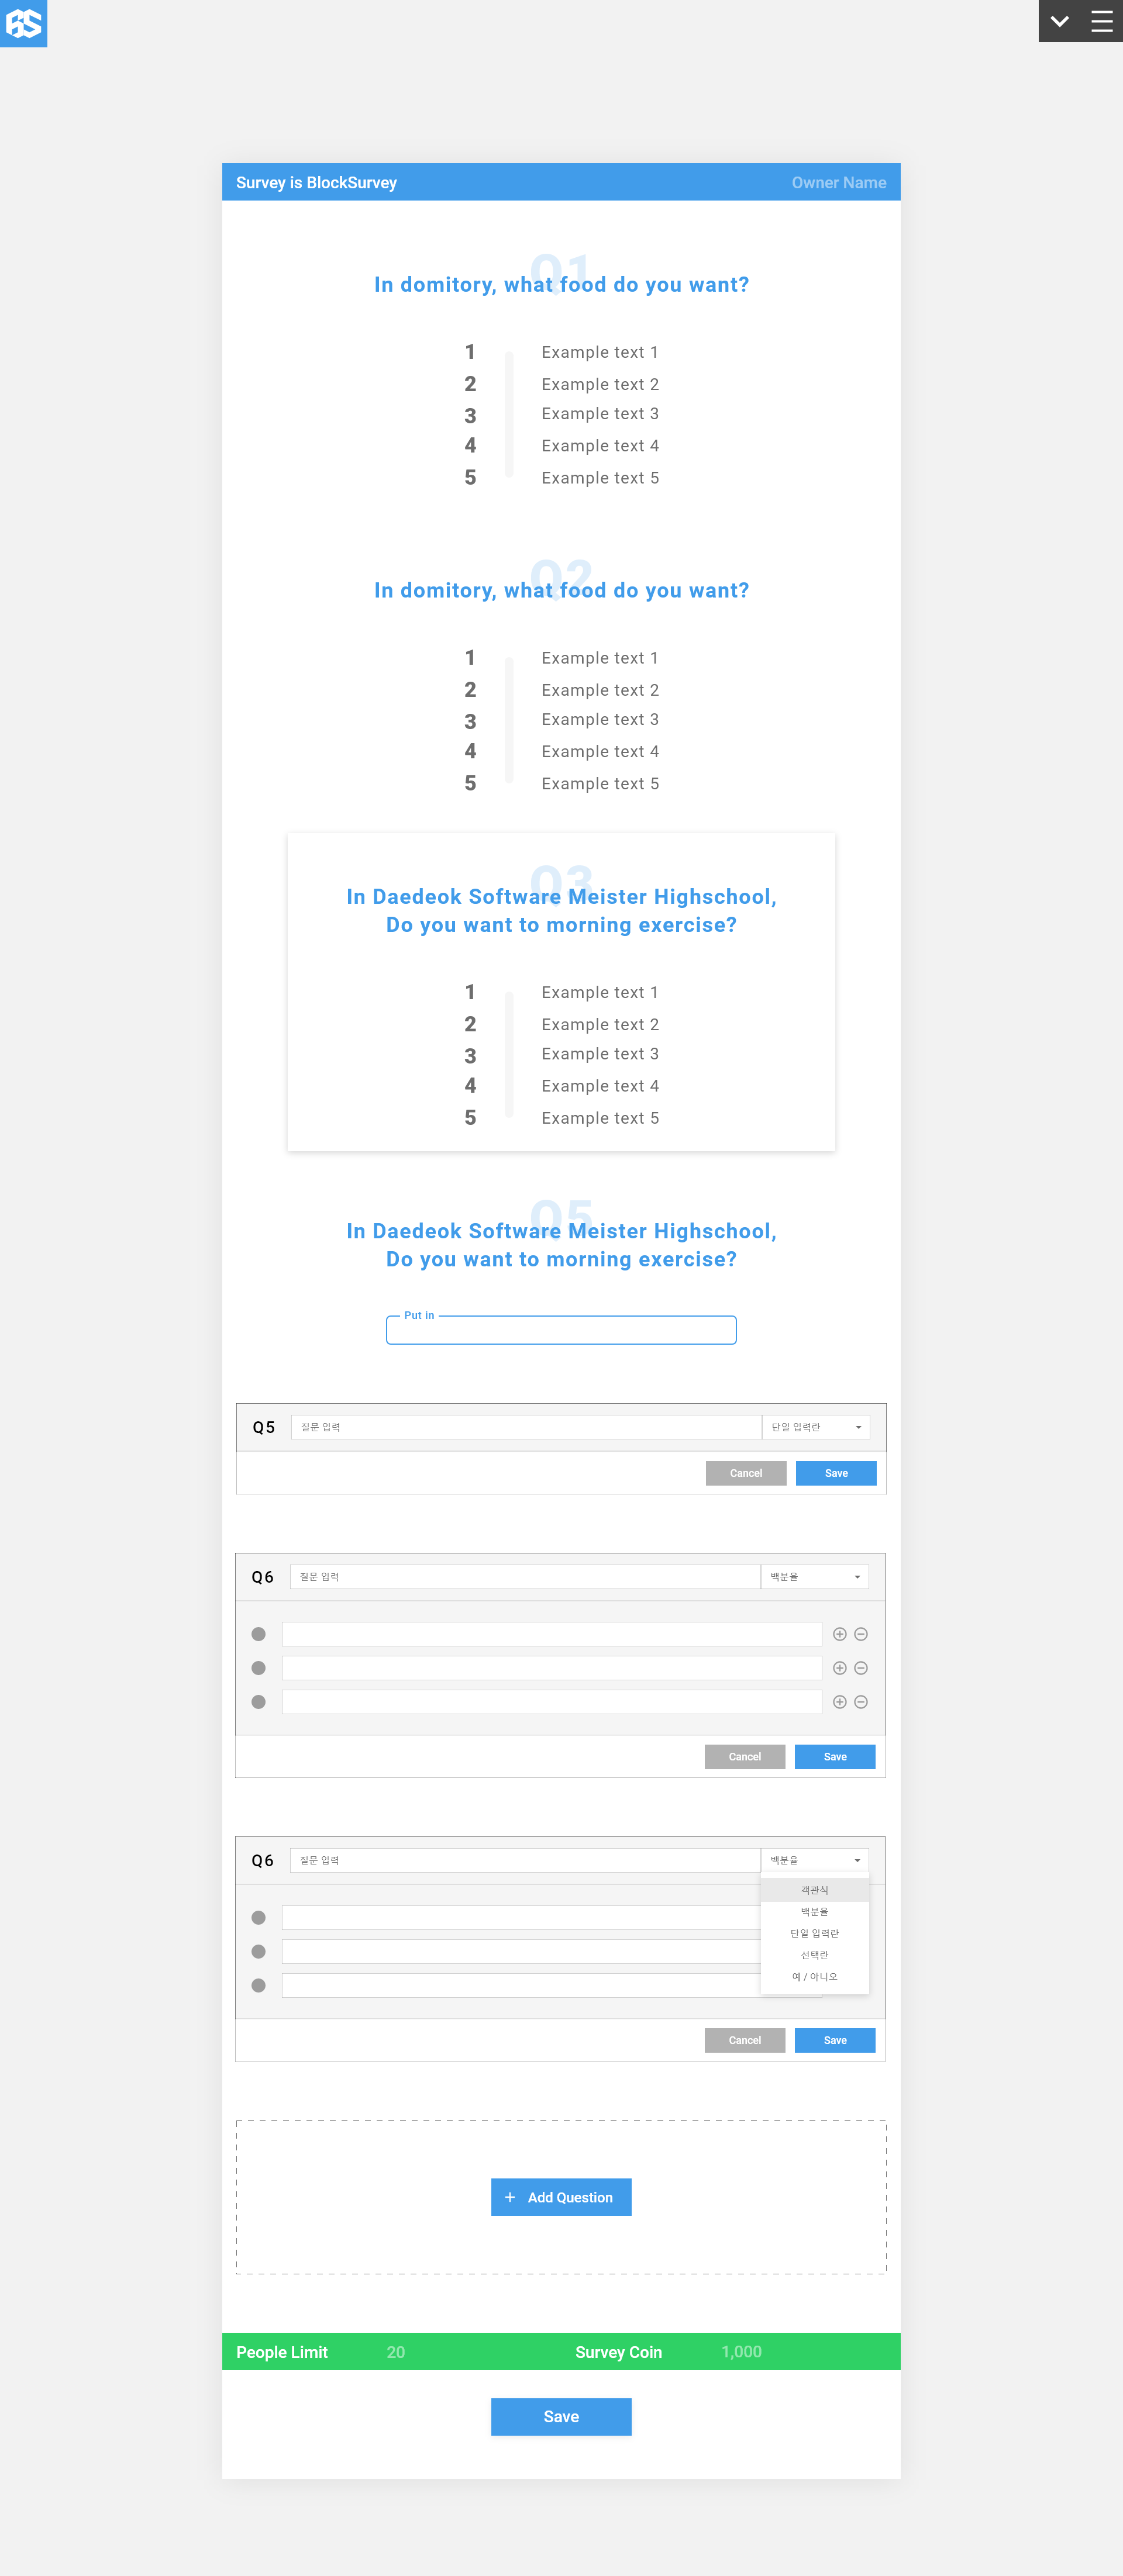 BS
Survey is BlockSurvey
Owner Name
Q1
In domitory, what food do you want?
1 Example text 1
2 Example text 2
3 Example text 3
4 Example text 4
5 Example text 5
Q2
In domitory, what food do you want?
1 Example text 1
2 Example text 2
3 Example text 3
4 Example text 4
5 Example text 5
Q3
In Daedeok Software Meister Highschool,
Do you want to morning exercise?
1 Example text 1
2 Example text 2
3 Example text 3
4 Example text 4
5 Example text 5
Q5
In Daedeok Software Meister Highschool,
Do you want to morning exercise?
Put in
Q5 질문 입력 단일 입력란
Cancel Save
Q6 질문 입력 백분율
Cancel Save
Q6 질문 입력 백분율
객관식
백분율
단일 입력란
선택란
예 / 아니오
Cancel Save
+ Add Question
People Limit 20 Survey Coin 1,000
Save